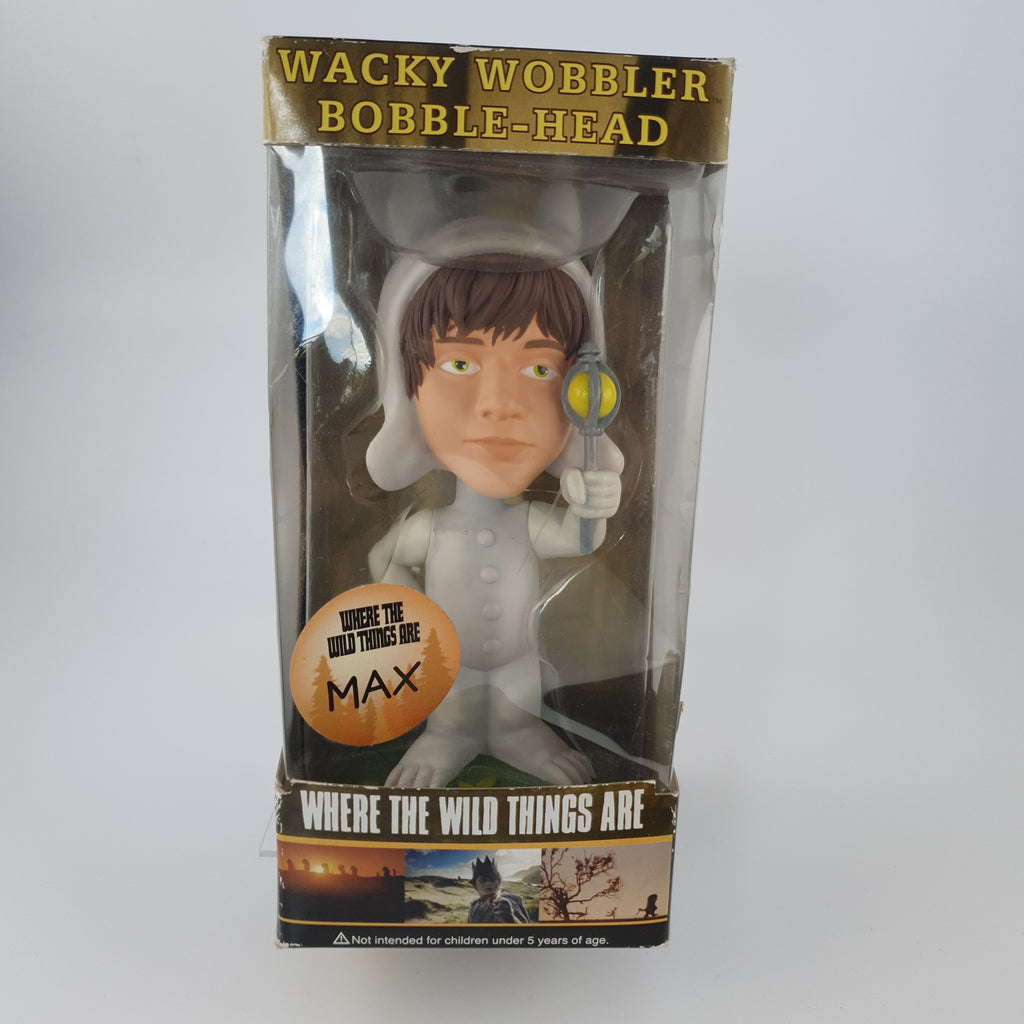 WACKY WOBBLER™
BOBBLE-HEAD
WHERE THE
WILD THINGS ARE
MAX
WHERE THE WILD THINGS ARE
⚠Not intended for children under 5 years of age.